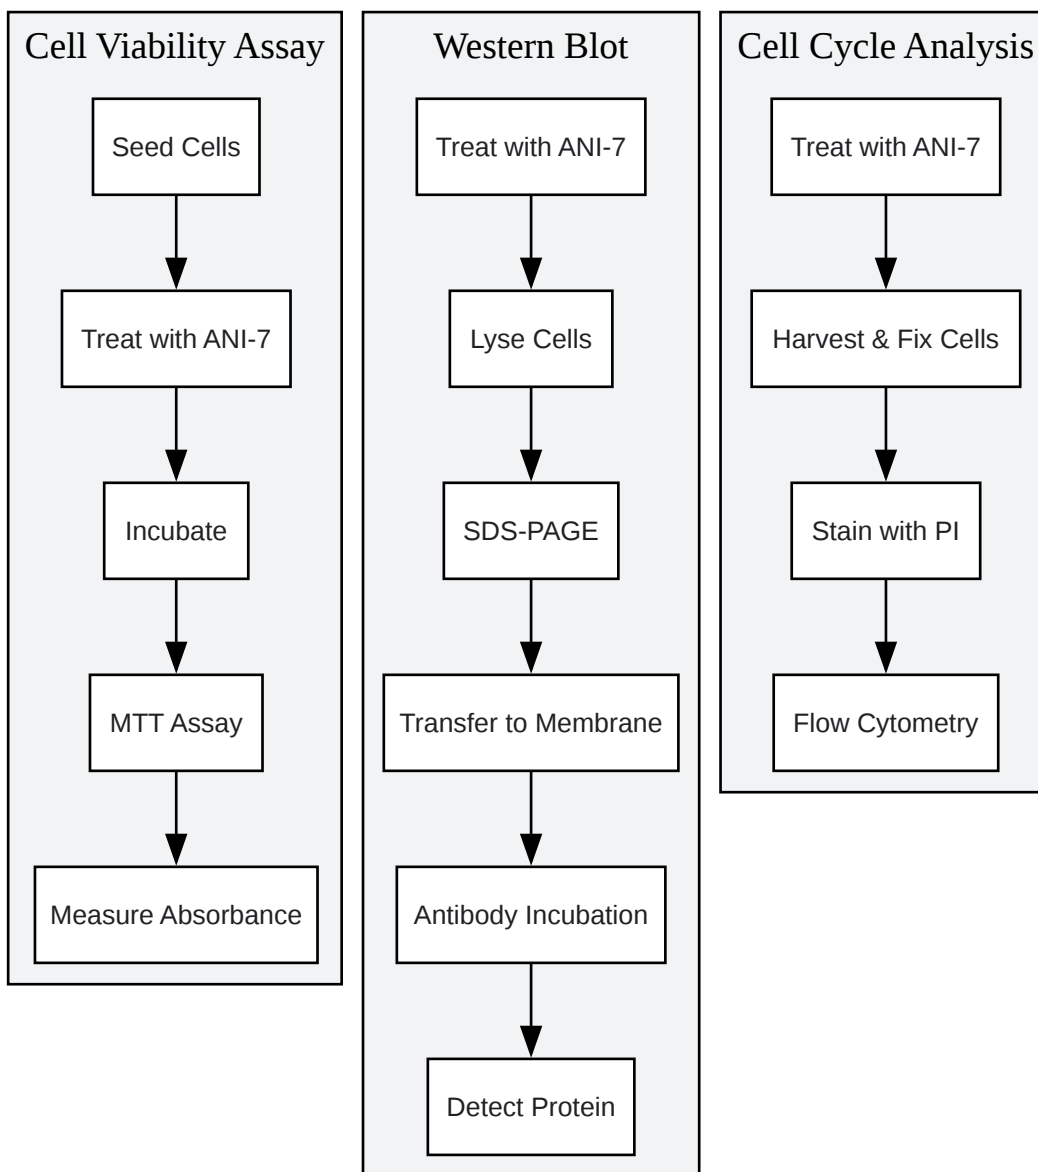 Cell Viability Assay
Seed Cells
Treat with ANI-7
Incubate
MTT Assay
Measure Absorbance
Western Blot
Treat with ANI-7
Lyse Cells
SDS-PAGE
Transfer to Membrane
Antibody Incubation
Detect Protein
Cell Cycle Analysis
Treat with ANI-7
Harvest & Fix Cells
Stain with PI
Flow Cytometry